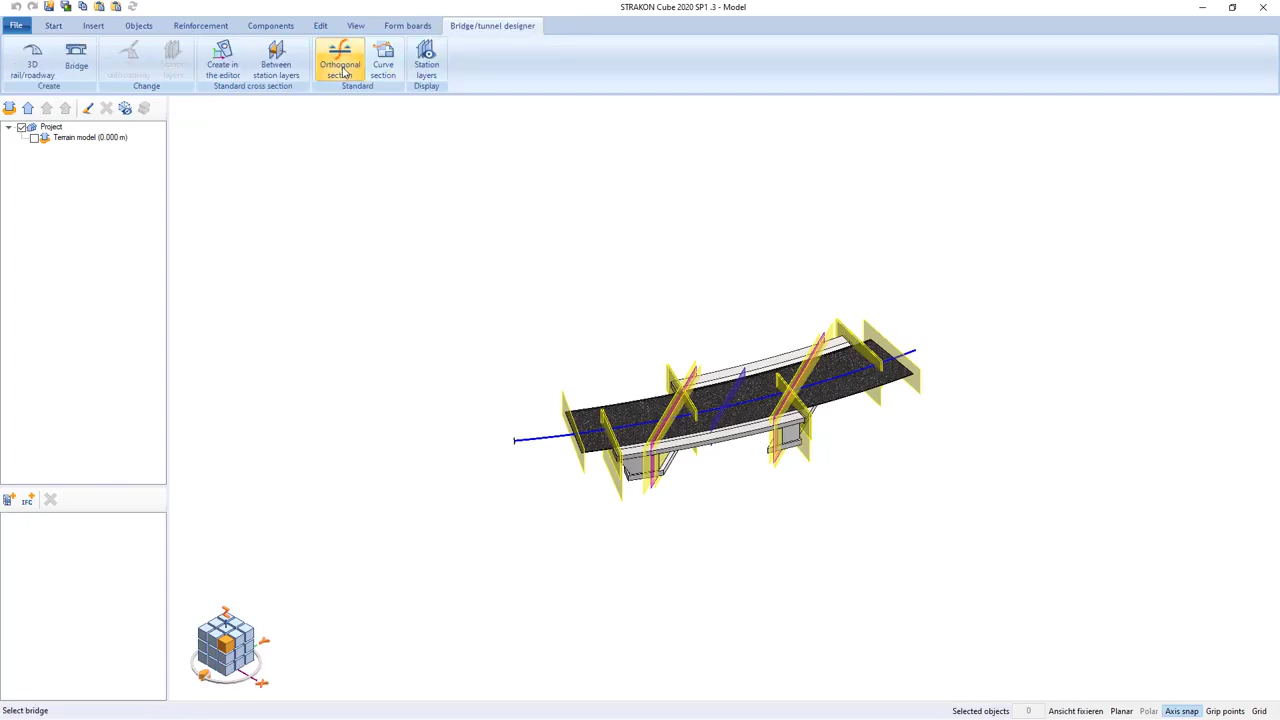 STRAKON Cube 2020 SP1 .3 - Model
File Start Insert Objects Reinforcement Components Edit View Form boards Bridge/tunnel designer
3D rail/roadway
Bridge
Create
Change
Create in the editor
Between station layers
Standard cross section
Orthogonal section
Curve section
Standard
Station layers
Display
Project
Terrain model (0.000 m)
IFC
Select bridge
Selected objects 0 Ansicht fixieren Planar Polar Axis snap Grip points Grid